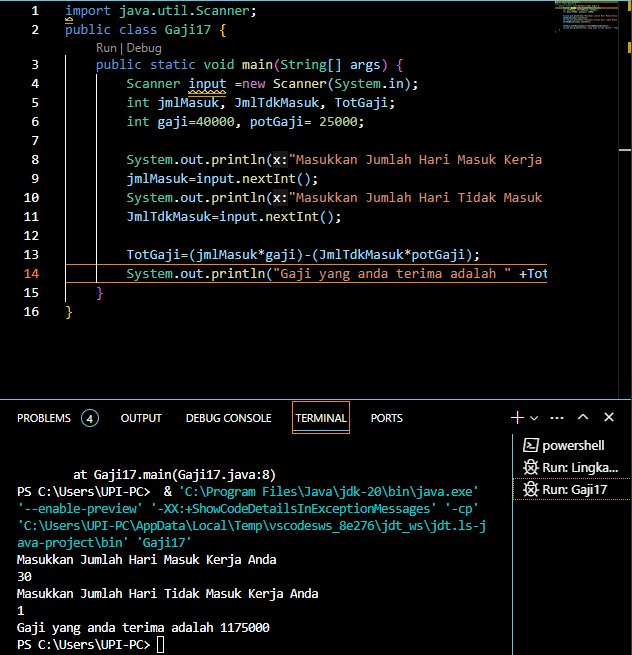 1 import java.util.Scanner;
2 public class Gaji17 {
Run | Debug
3 public static void main(String[] args) {
4 Scanner input =new Scanner(System.in);
5 int jmlMasuk, JmlTdkMasuk, TotGaji;
6 int gaji=40000, potGaji= 25000;
7
8 System.out.println(x:"Masukkan Jumlah Hari Masuk Kerja
9 jmlMasuk=input.nextInt();
10 System.out.println(x:"Masukkan Jumlah Hari Tidak Masuk
11 JmlTdkMasuk=input.nextInt();
12
13 TotGaji=(jmlMasuk*gaji)-(JmlTdkMasuk*potGaji);
14 System.out.println("Gaji yang anda terima adalah " +Tot
15 }
16 }
PROBLEMS 4 OUTPUT DEBUG CONSOLE TERMINAL PORTS
powershell
Run: Lingka...
Run: Gaji17
at Gaji17.main(Gaji17.java:8)
PS C:\Users\UPI-PC> & 'C:\Program Files\Java\jdk-20\bin\java.exe'
'--enable-preview' '-XX:+ShowCodeDetailsInExceptionMessages' '-cp'
'C:\Users\UPI-PC\AppData\Local\Temp\vscodesws_8e276\jdt_ws\jdt.ls-j
ava-project\bin' 'Gaji17'
Masukkan Jumlah Hari Masuk Kerja Anda
30
Masukkan Jumlah Hari Tidak Masuk Kerja Anda
1
Gaji yang anda terima adalah 1175000
PS C:\Users\UPI-PC>